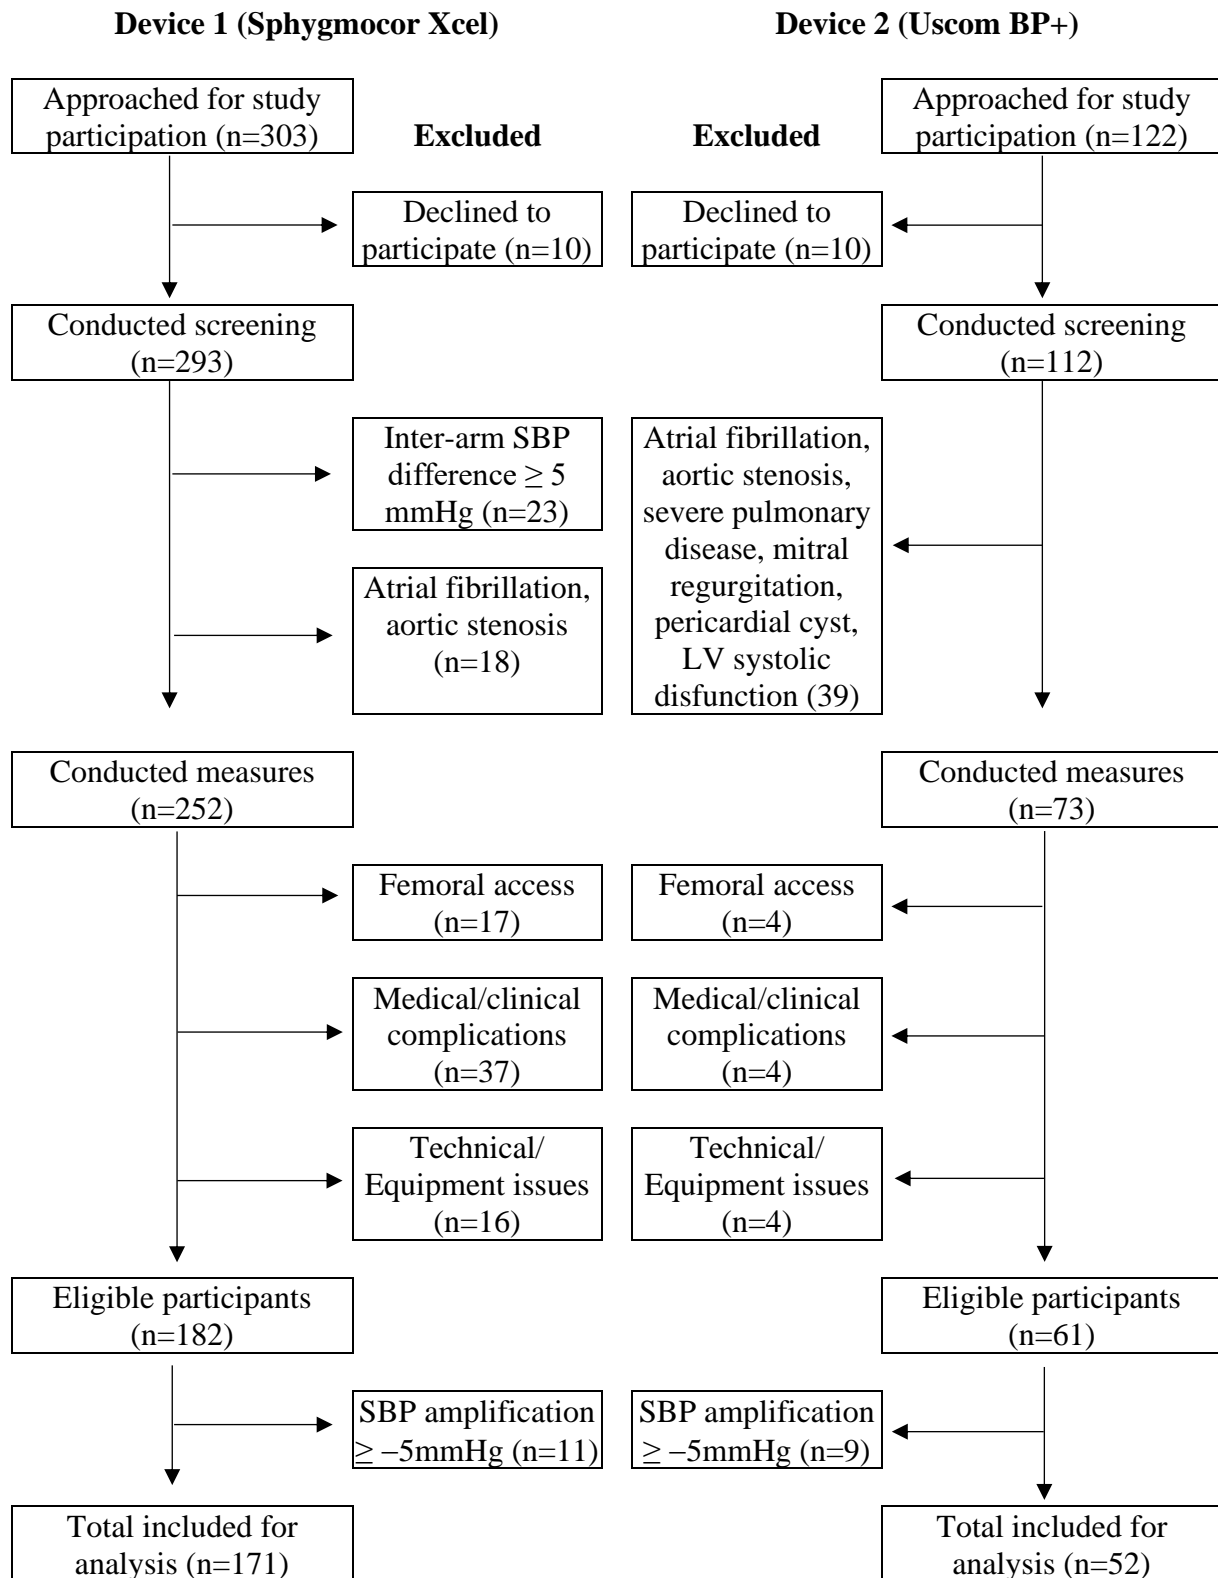 Device 1 (Sphygmocor Xcel)
Device 2 (Uscom BP+)
Approached for study
participation (n=303)
Excluded
Excluded
Approached for study
participation (n=122)
Declined to
participate (n=10)
Declined to
participate (n=10)
Conducted screening
(n=293)
Conducted screening
(n=112)
Inter-arm SBP
difference ≥ 5
mmHg (n=23)
Atrial fibrillation,
aortic stenosis
(n=18)
Atrial fibrillation,
aortic stenosis,
severe pulmonary
disease, mitral
regurgitation,
pericardial cyst,
LV systolic
disfunction (39)
Conducted measures
(n=252)
Conducted measures
(n=73)
Femoral access
(n=17)
Femoral access
(n=4)
Medical/clinical
complications
(n=37)
Medical/clinical
complications
(n=4)
Technical/
Equipment issues
(n=16)
Technical/
Equipment issues
(n=4)
Eligible participants
(n=182)
Eligible participants
(n=61)
SBP amplification
≥ −5mmHg (n=11)
SBP amplification
≥ −5mmHg (n=9)
Total included for
analysis (n=171)
Total included for
analysis (n=52)